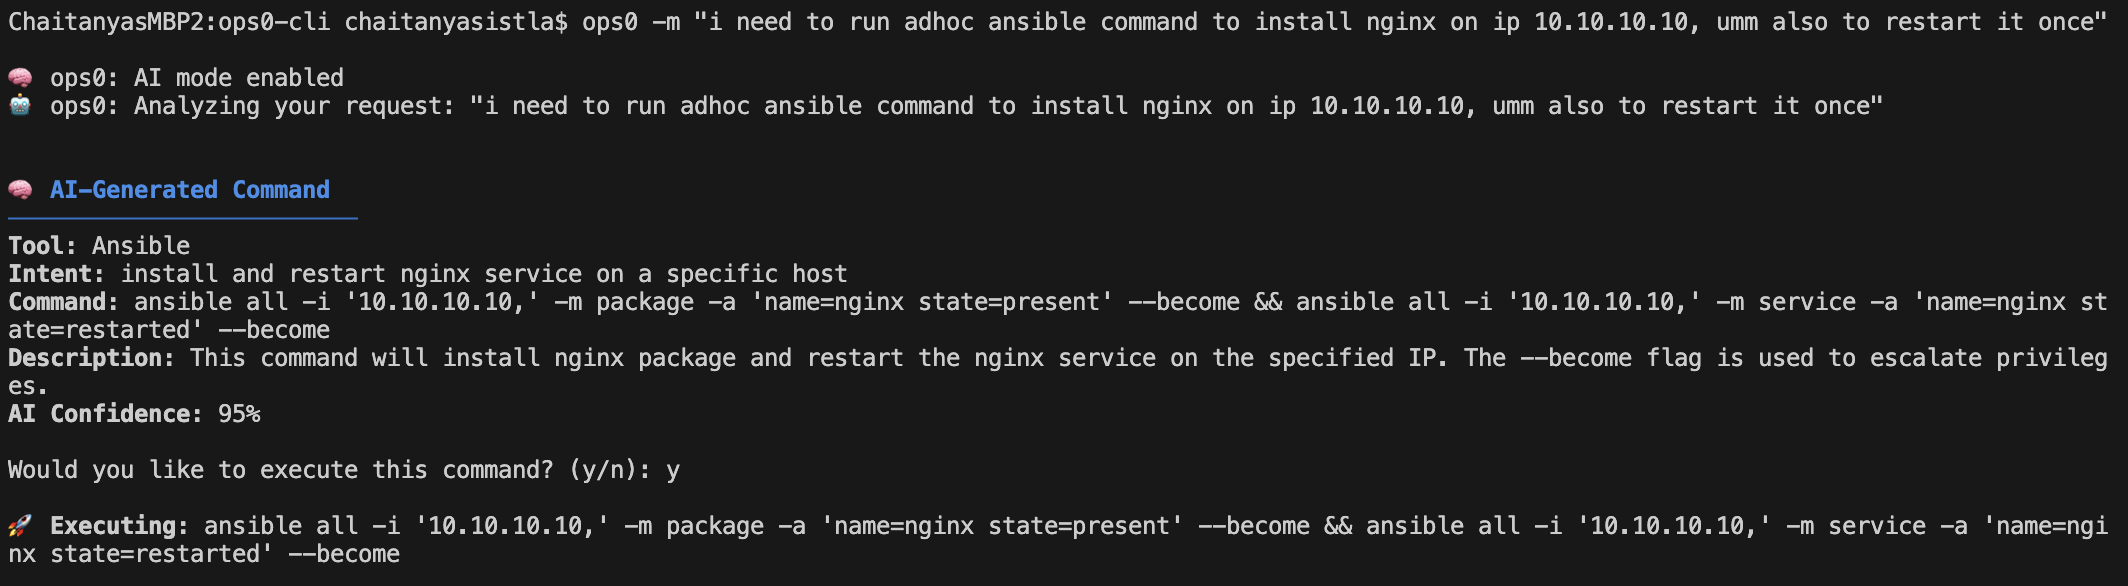 ChaitanyasMBP2:ops0-cli chaitanyasistla$ ops0 -m "i need to run adhoc ansible command to install nginx on ip 10.10.10.10, umm also to restart it once"
🧠 ops0: AI mode enabled
🤖 ops0: Analyzing your request: "i need to run adhoc ansible command to install nginx on ip 10.10.10.10, umm also to restart it once"
🧠 AI-Generated Command
Tool: Ansible
Intent: install and restart nginx service on a specific host
Command: ansible all -i '10.10.10.10,' -m package -a 'name=nginx state=present' --become && ansible all -i '10.10.10.10,' -m service -a 'name=nginx st
ate=restarted' --become
Description: This command will install nginx package and restart the nginx service on the specified IP. The --become flag is used to escalate privileg
es.
AI Confidence: 95%
Would you like to execute this command? (y/n): y
🚀 Executing: ansible all -i '10.10.10.10,' -m package -a 'name=nginx state=present' --become && ansible all -i '10.10.10.10,' -m service -a 'name=ngi
nx state=restarted' --become